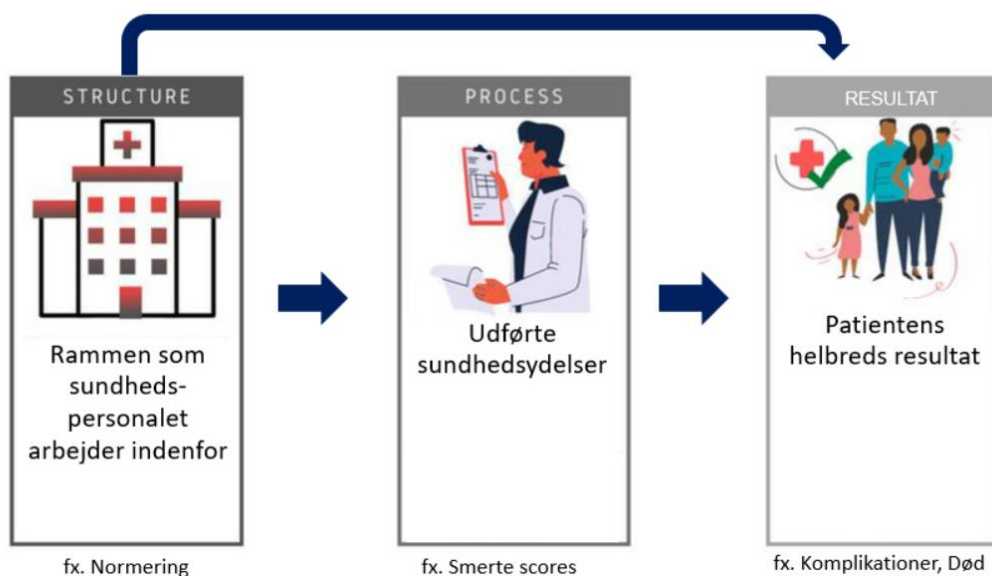 STRUCTURE
Rammen som
sundheds-
personalet
arbejder indenfor
fx. Normering
PROCESS
Udførte
sundhedsydelser
fx. Smerte scores
RESULTAT
Patientens
helbreds resultat
fx. Komplikationer, Død